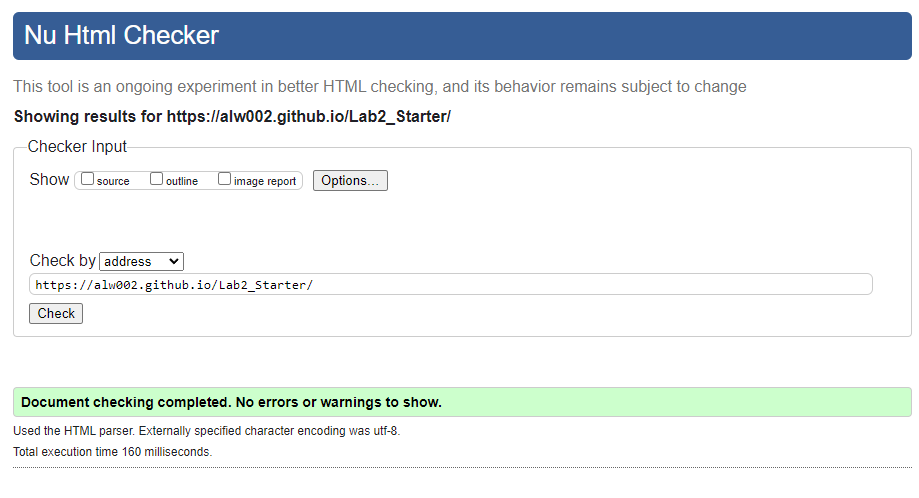 Nu Html Checker
This tool is an ongoing experiment in better HTML checking, and its behavior remains subject to change
Showing results for https://alw002.github.io/Lab2_Starter/
Checker Input
Show source outline image report Options...
Check by address
https://alw002.github.io/Lab2_Starter/
Check
Document checking completed. No errors or warnings to show.
Used the HTML parser. Externally specified character encoding was utf-8.
Total execution time 160 milliseconds.